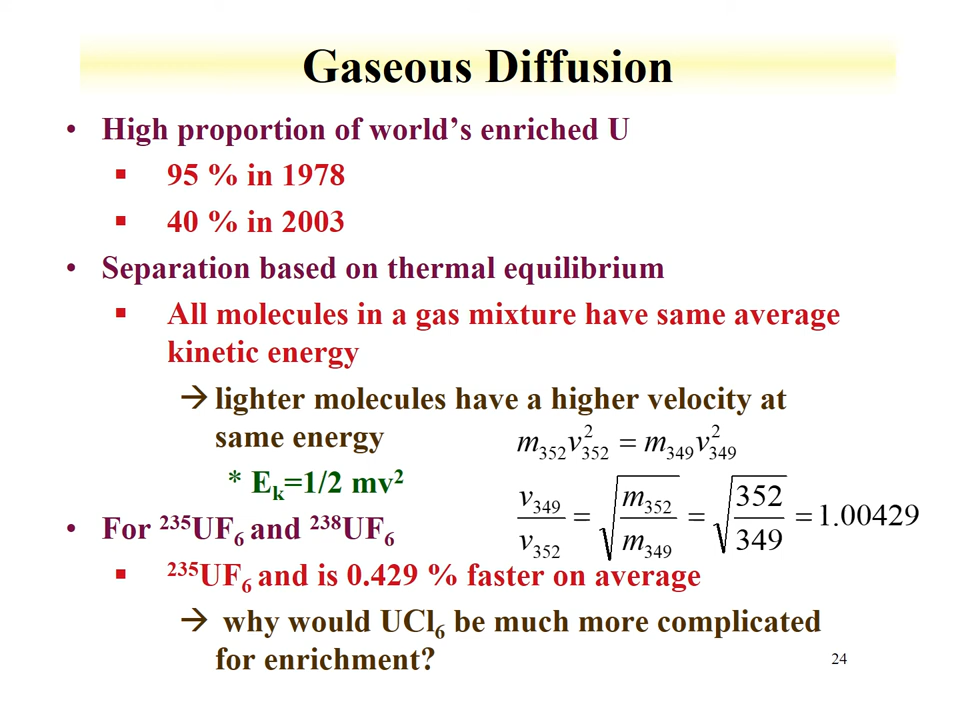 Gaseous Diffusion
• High proportion of world's enriched U
▪ 95 % in 1978
▪ 40 % in 2003
• Separation based on thermal equilibrium
▪ All molecules in a gas mixture have same average
kinetic energy
→ lighter molecules have a higher velocity at
same energy
* Eₖ=1/2 mv²
m₃₅₂v²₃₅₂ = m₃₄₉v²₃₄₉
v₃₄₉/v₃₅₂ = √(m₃₅₂/m₃₄₉) = √(352/349) = 1.00429
• For ²³⁵UF₆ and ²³⁸UF₆
▪ ²³⁵UF₆ and is 0.429 % faster on average
→ why would UCl₆ be much more complicated
for enrichment?
24